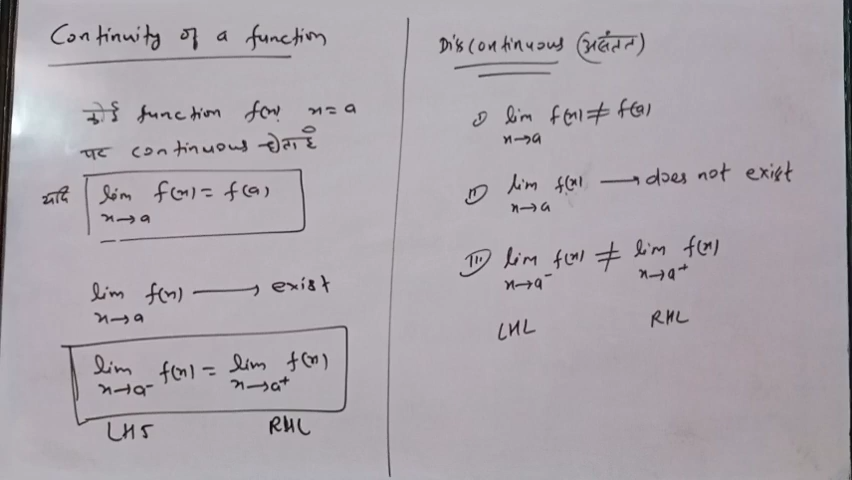 Continuity of a function
कोई function f(x) x = a
पर continuous होता है
यदि lim f(x) = f(a)
x→a
lim f(x) ⟶ exist
x→a
lim f(x) = lim f(x)
x→a⁻ x→a⁺
LHS RHL
Discontinuous (असंतत)
I) lim f(x) ≠ f(a)
x→a
II) lim f(x) ⟶ does not exist
x→a
III) lim f(x) ≠ lim f(x)
x→a⁻ x→a⁺
LHL RHL